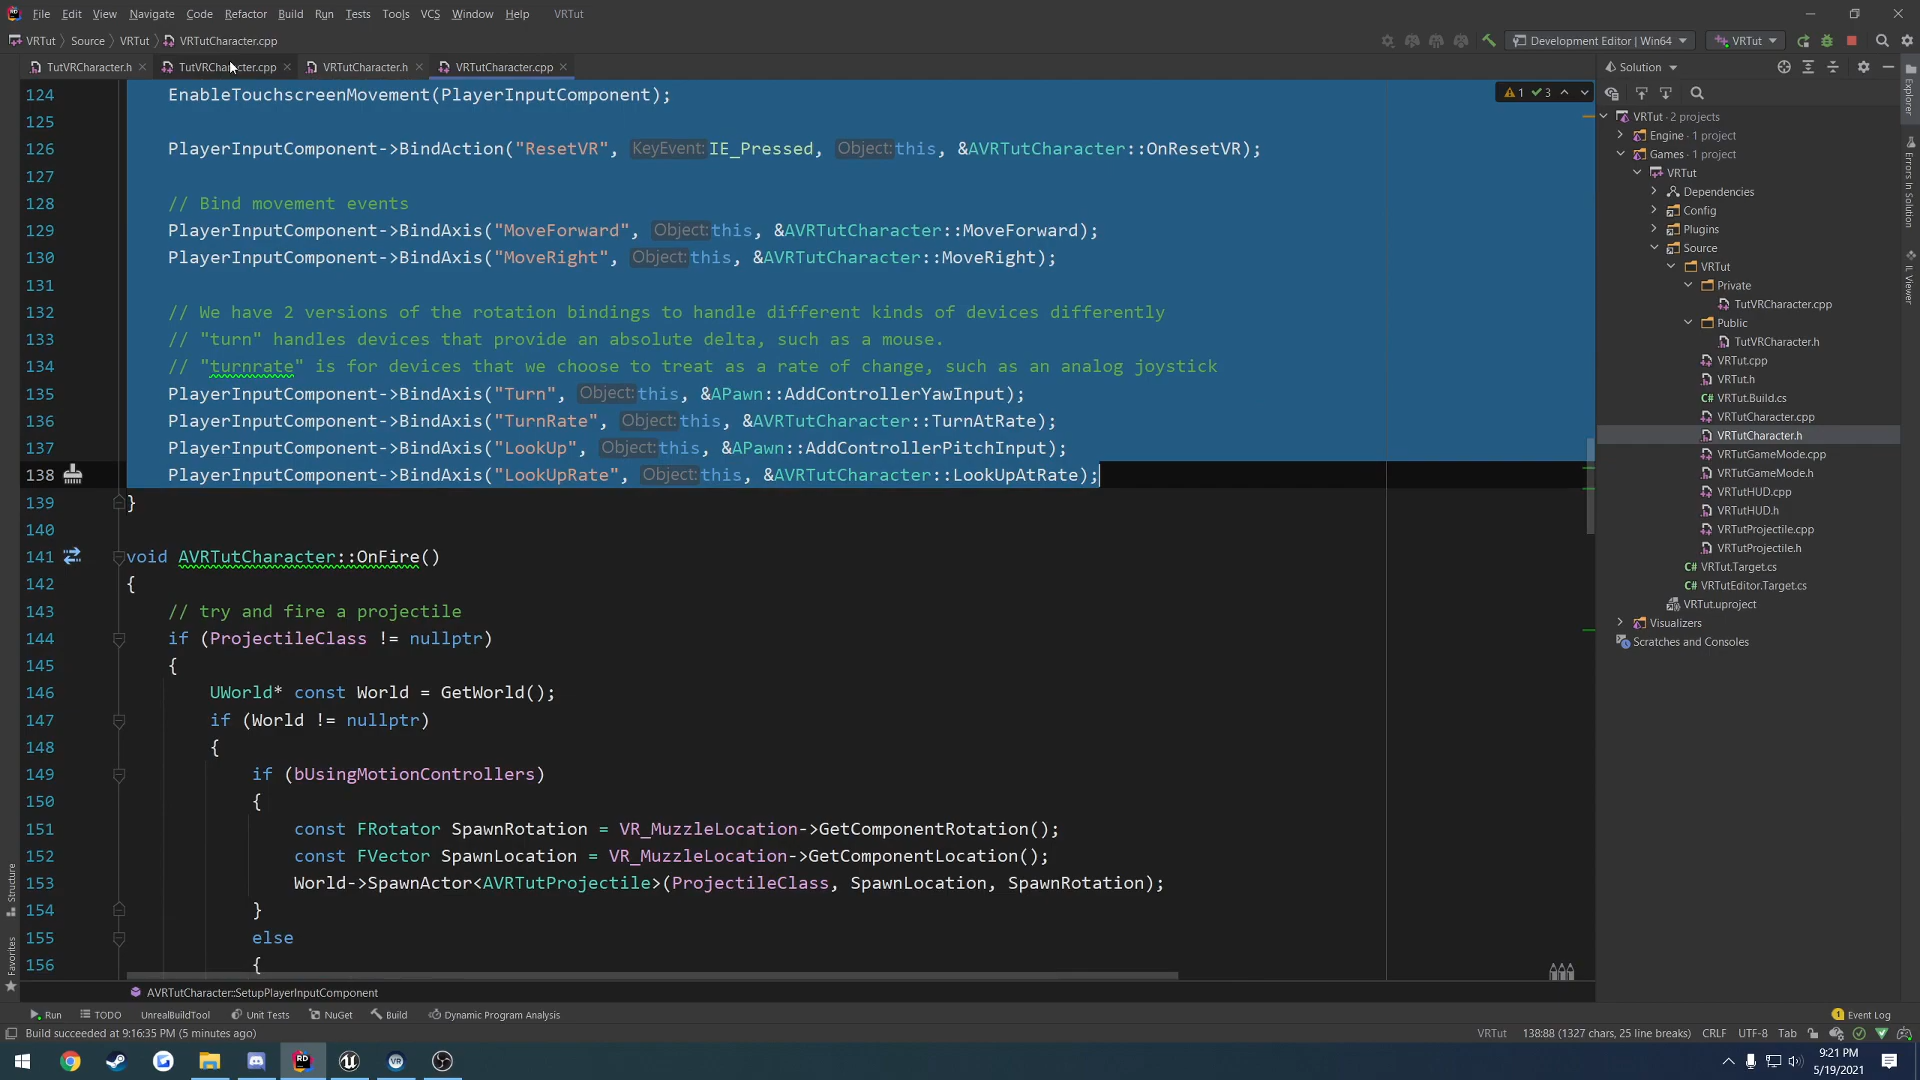 File Edit View Navigate Code Refactor Build Run Tests Tools VCS Window Help VRTut
VRTut Source VRTut VRTutCharacter.cpp Development Editor | Win64 VRTut
TutVRCharacter.h TutVRCharacter.cpp VRTutCharacter.h VRTutCharacter.cpp
124 EnableTouchscreenMovement(PlayerInputComponent);
125
126 PlayerInputComponent->BindAction("ResetVR", KeyEvent: IE_Pressed, Object: this, &AVRTutCharacter::OnResetVR);
127
128 // Bind movement events
129 PlayerInputComponent->BindAxis("MoveForward", Object: this, &AVRTutCharacter::MoveForward);
130 PlayerInputComponent->BindAxis("MoveRight", Object: this, &AVRTutCharacter::MoveRight);
131
132 // We have 2 versions of the rotation bindings to handle different kinds of devices differently
133 // "turn" handles devices that provide an absolute delta, such as a mouse.
134 // "turnrate" is for devices that we choose to treat as a rate of change, such as an analog joystick
135 PlayerInputComponent->BindAxis("Turn", Object: this, &APawn::AddControllerYawInput);
136 PlayerInputComponent->BindAxis("TurnRate", Object: this, &AVRTutCharacter::TurnAtRate);
137 PlayerInputComponent->BindAxis("LookUp", Object: this, &APawn::AddControllerPitchInput);
138 PlayerInputComponent->BindAxis("LookUpRate", Object: this, &AVRTutCharacter::LookUpAtRate);
139 }
140
141 void AVRTutCharacter::OnFire()
142 {
143 // try and fire a projectile
144 if (ProjectileClass != nullptr)
145 {
146 UWorld* const World = GetWorld();
147 if (World != nullptr)
148 {
149 if (bUsingMotionControllers)
150 {
151 const FRotator SpawnRotation = VR_MuzzleLocation->GetComponentRotation();
152 const FVector SpawnLocation = VR_MuzzleLocation->GetComponentLocation();
153 World->SpawnActor<AVRTutProjectile>(ProjectileClass, SpawnLocation, SpawnRotation);
154 }
155 else
156 {
1 3
AVRTutCharacter::SetupPlayerInputComponent
Structure
Favorites
Solution
VRTut · 2 projects
Engine · 1 project
Games · 1 project
VRTut
Dependencies
Config
Plugins
Source
VRTut
Private
TutVRCharacter.cpp
Public
TutVRCharacter.h
VRTut.cpp
VRTut.h
C# VRTut.Build.cs
VRTutCharacter.cpp
VRTutCharacter.h
VRTutGameMode.cpp
VRTutGameMode.h
VRTutHUD.cpp
VRTutHUD.h
VRTutProjectile.cpp
VRTutProjectile.h
C# VRTut.Target.cs
C# VRTutEditor.Target.cs
VRTut.uproject
Visualizers
Scratches and Consoles
Explorer
Errors In Solution
IL Viewer
Run TODO UnrealBuildTool Unit Tests NuGet Build Dynamic Program Analysis 1 Event Log
Build succeeded at 9:16:35 PM (5 minutes ago) VRTut 138:88 (1327 chars, 25 line breaks) CRLF UTF-8 Tab
9:21 PM
5/19/2021